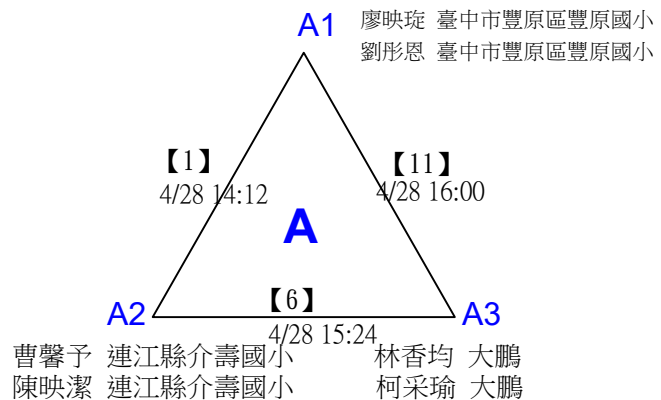 A1
廖映琁 臺中市豐原區豐原國小
劉彤恩 臺中市豐原區豐原國小
【1】
4/28 14:12
【11】
4/28 16:00
A
【6】
4/28 15:24
A2
A3
曹馨予 連江縣介壽國小
林香均 大鵬
陳映潔 連江縣介壽國小
柯采瑜 大鵬